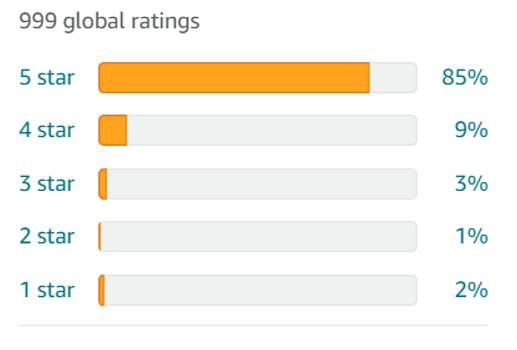 999 global ratings
5 star 85%
4 star 9%
3 star 3%
2 star 1%
1 star 2%